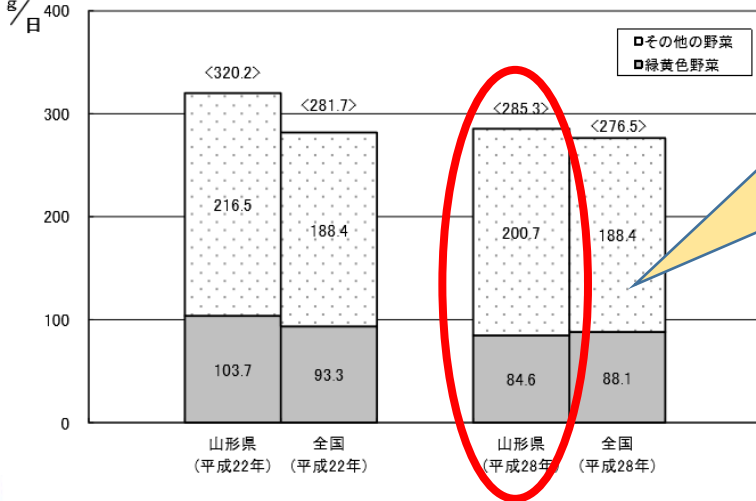 g/日
400
300
200
100
0
その他の野菜
緑黄色野菜
<320.2>
<281.7>
<285.3>
<276.5>
216.5
188.4
200.7
188.4
103.7
93.3
84.6
88.1
山形県
(平成22年)
全国
(平成22年)
山形県
(平成28年)
全国
(平成28年)